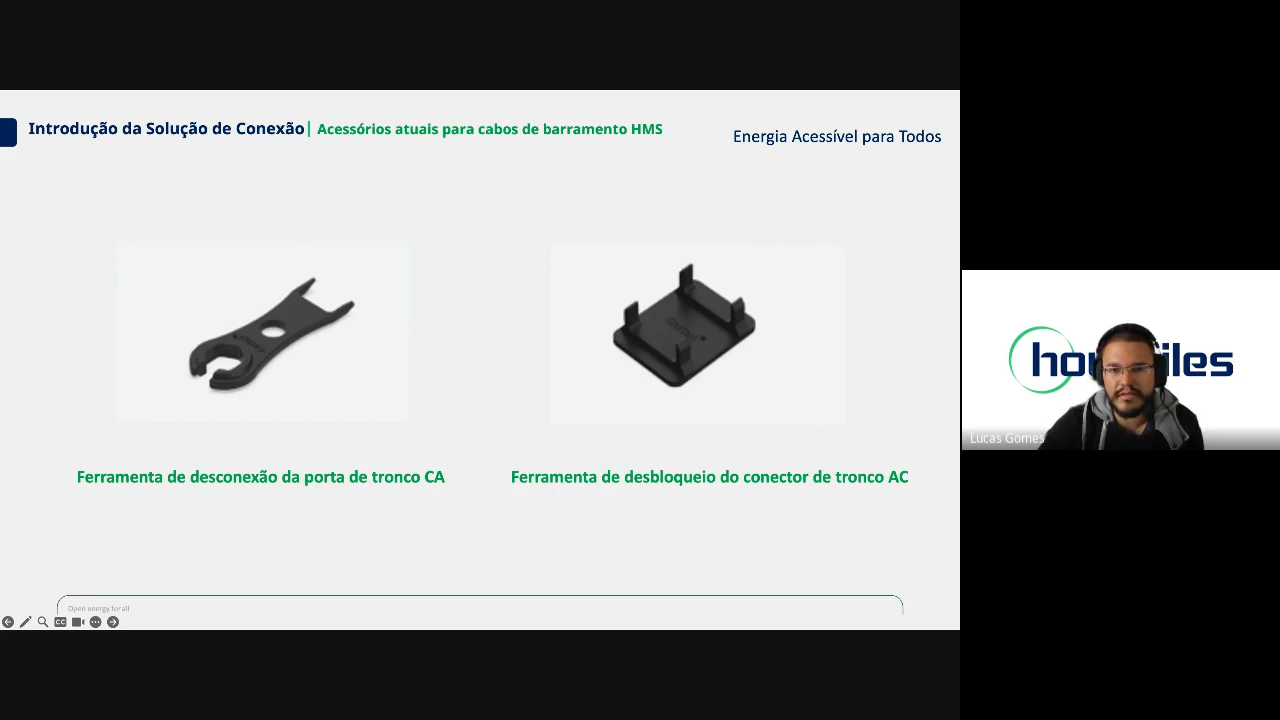 Introdução da Solução de Conexão| Acessórios atuais para cabos de barramento HMS
Energia Acessível para Todos
Ferramenta de desconexão da porta de tronco CA
Ferramenta de desbloqueio do conector de tronco AC
Open energy for all
CC
Lucas Gomes